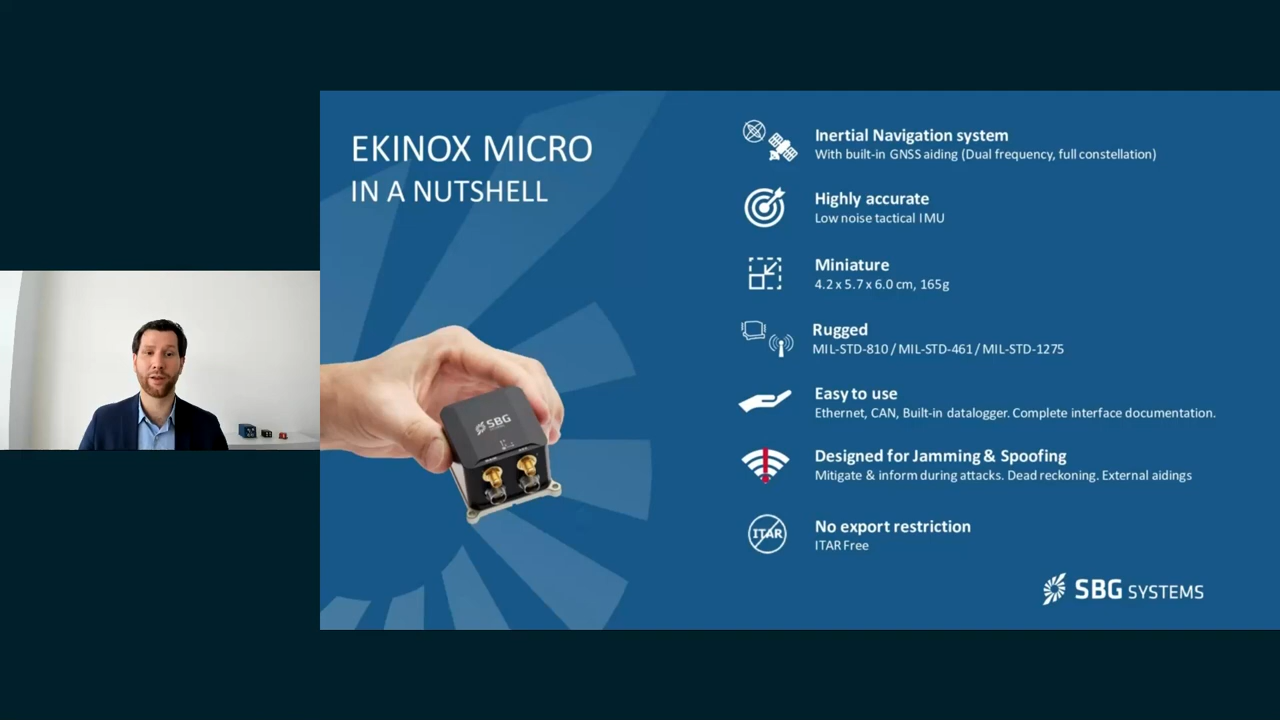 EKINOX MICRO
IN A NUTSHELL
SBG
Inertial Navigation system
With built-in GNSS aiding (Dual frequency, full constellation)
Highly accurate
Low noise tactical IMU
Miniature
4.2 x 5.7 x 6.0 cm, 165g
Rugged
MIL-STD-810 / MIL-STD-461 / MIL-STD-1275
Easy to use
Ethernet, CAN, Built-in datalogger. Complete interface documentation.
Designed for Jamming & Spoofing
Mitigate & inform during attacks. Dead reckoning. External aidings
ITAR
No export restriction
ITAR Free
SBG SYSTEMS